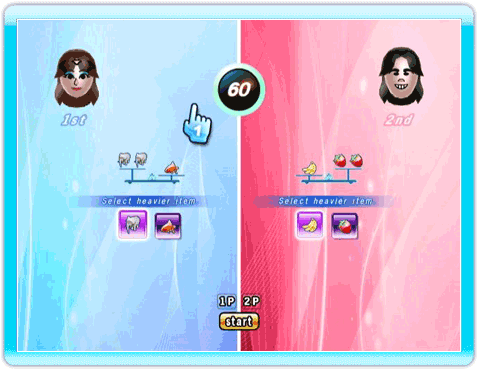 60
1
1st
2nd
Select heavier item.
Select heavier item.
1P 2P
start